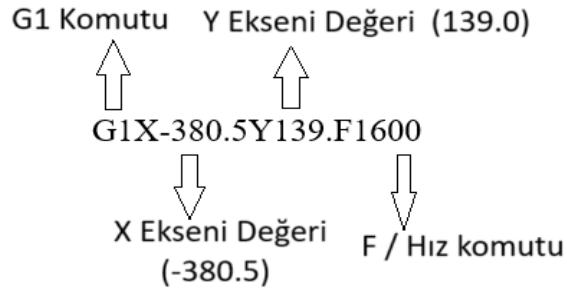 G1 Komutu
Y Ekseni Değeri (139.0)
G1X-380.5Y139.F1600
X Ekseni Değeri
(-380.5)
F / Hız komutu